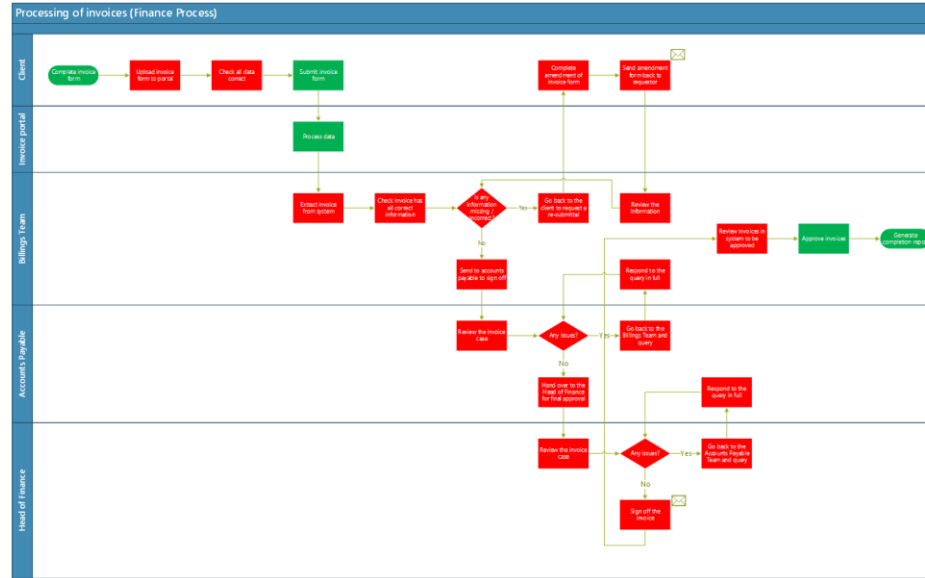 Processing of invoices (Finance Process)
Client
Complete invoice
form
Upload invoice
form to portal
Check all data
correct
Submit invoice
form
Complete
amendment of
invoice form
Send amendment
form back to
requestor
Invoice portal
Process data
Billings Team
Extract invoice
from system
Check invoice has
all correct
information
Is any
information
missing /
incorrect?
Yes
Go back to the
client to request a
re-submittal
Review the
information
No
Send to accounts
payable to sign off
Respond to the
query in full
Review invoices in
system to be
approved
Approve invoices
Generate
completion repo
Accounts Payable
Review the invoice
case
Any issues?
Yes
Go back to the
Billings Team and
query
No
Hand over to the
Head of Finance
for final approval
Respond to the
query in full
Head of Finance
Review the invoice
case
Any issues?
Yes
Go back to the
Accounts Payable
Team and query
No
Sign off the
invoice